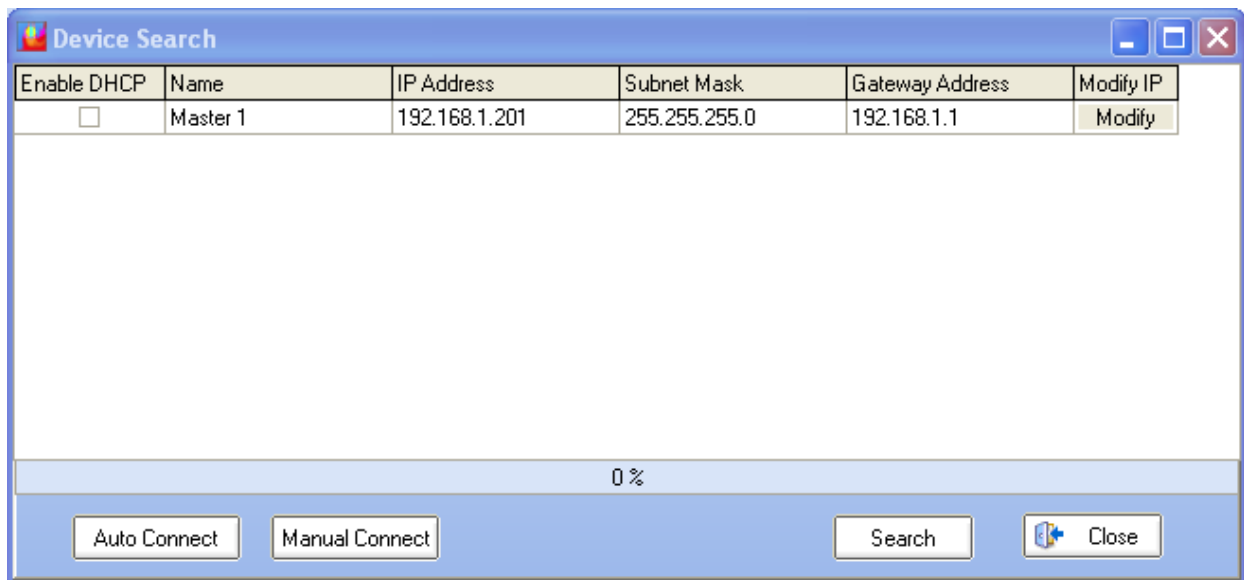 Device Search
Enable DHCP Name IP Address Subnet Mask Gateway Address Modify IP
Master 1 192.168.1.201 255.255.255.0 192.168.1.1 Modify
0 %
Auto Connect Manual Connect Search Close